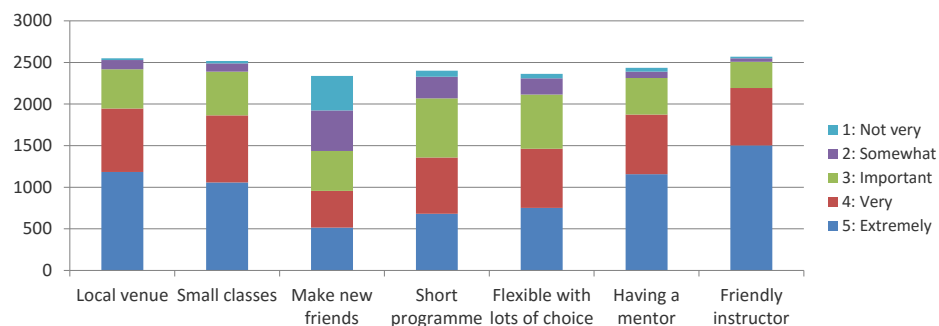 3000
2500
2000
1500
1000
500
0
Local venue
Small classes
Make new
friends
Short
programme
Flexible with
lots of choice
Having a
mentor
Friendly
instructor
1: Not very
2: Somewhat
3: Important
4: Very
5: Extremely